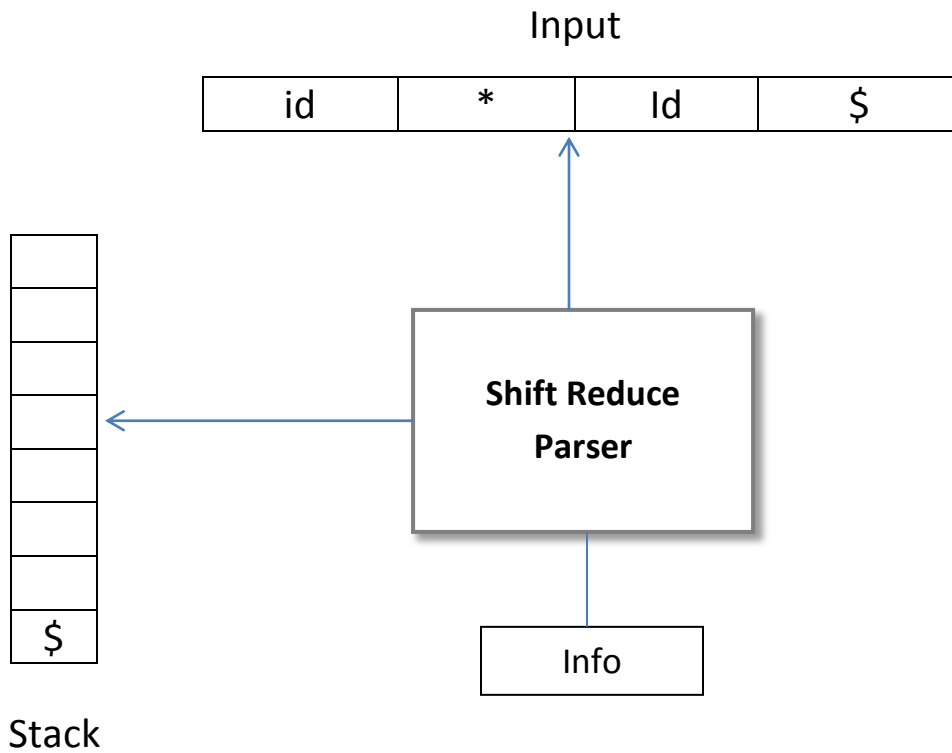 Input
id * Id $
Shift Reduce
Parser
$
Info
Stack